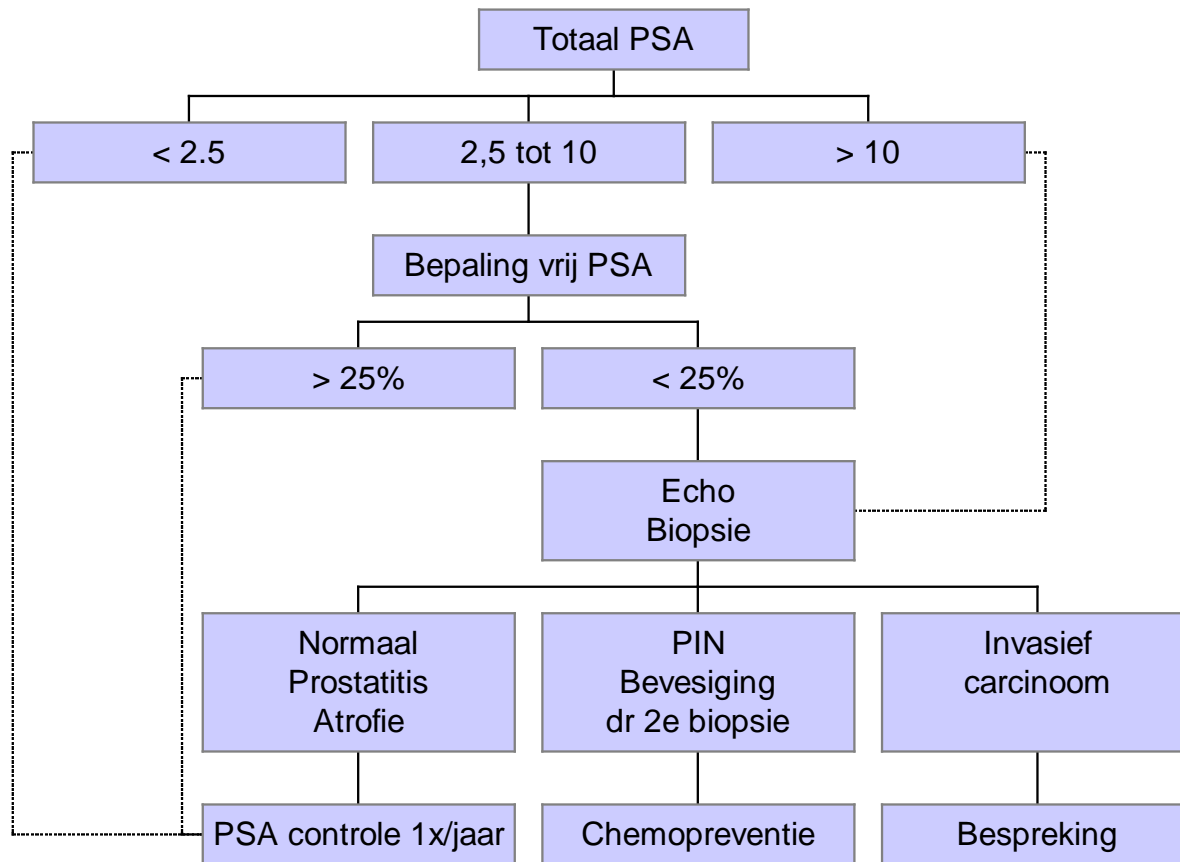 Totaal PSA
< 2.5
2,5 tot 10
> 10
Bepaling vrij PSA
> 25%
< 25%
Echo
Biopsie
Normaal
Prostatitis
Atrofie
PIN
Bevesiging
dr 2e biopsie
Invasief
carcinoom
PSA controle 1x/jaar
Chemopreventie
Bespreking